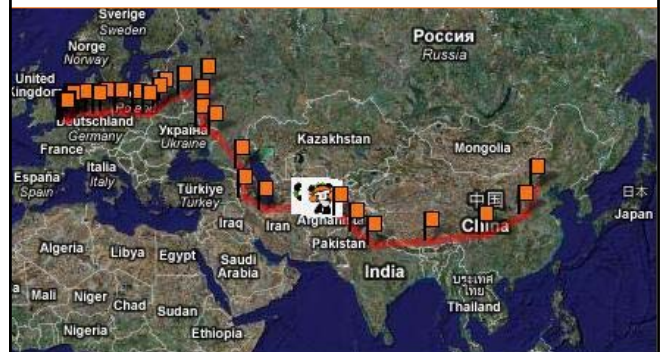 Sverige
Sweden
Norge
Norway
Россия
Russia
United
Kingdom
Poland
Deutschland
Germany
Україна
Ukraine
Kazakhstan
Mongolia
France
Italia
Italy
España
Spain
Türkiye
Turkey
中国
China
日本
Japan
Iraq
Iran
Afghanistan
Pakistan
Algeria
Libya
Egypt
Saudi
Arabia
India
ประเทศ
ไทย
Thailand
Mali
Niger
Chad
Sudan
Nigeria
Ethiopia